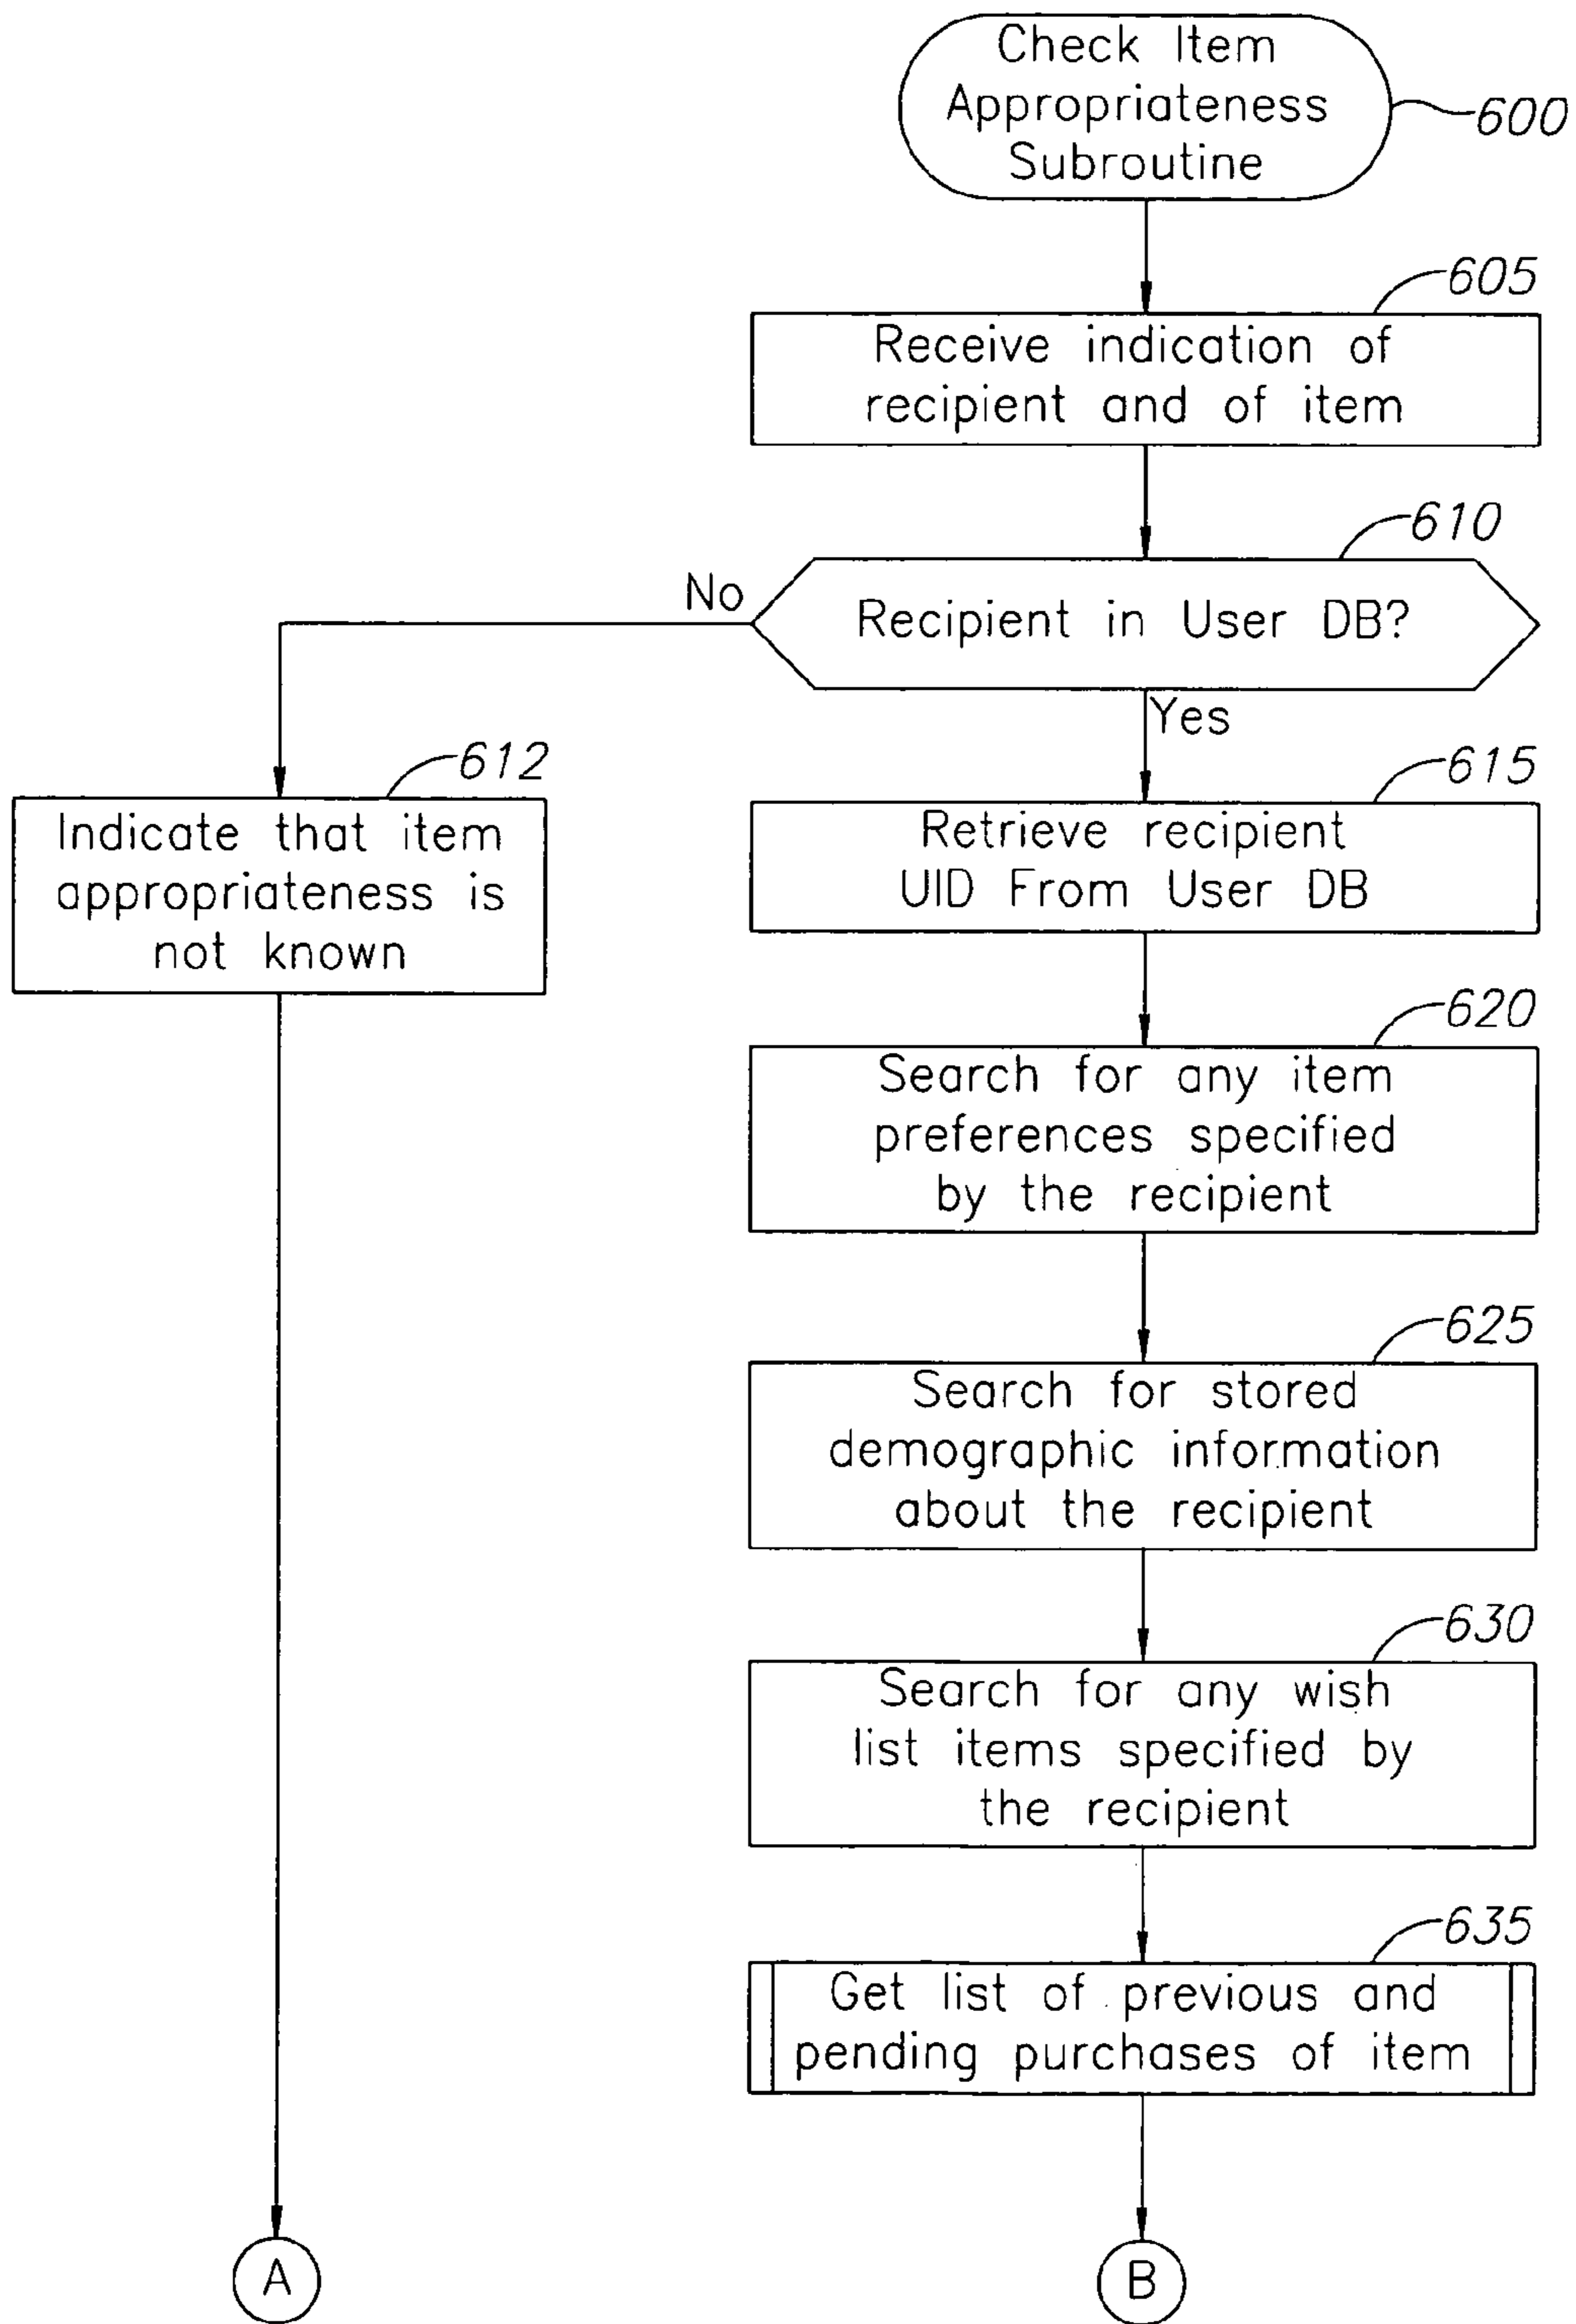 Check Item
Appropriateness
Subroutine
600
605
Receive indication of
recipient and of item
610
No
Recipient in User DB?
Yes
612
Indicate that item
appropriateness is
not known
615
Retrieve recipient
UID From User DB
620
Search for any item
preferences specified
by the recipient
625
Search for stored
demographic information
about the recipient
630
Search for any wish
list items specified by
the recipient
635
Get list of previous and
pending purchases of item
A
B